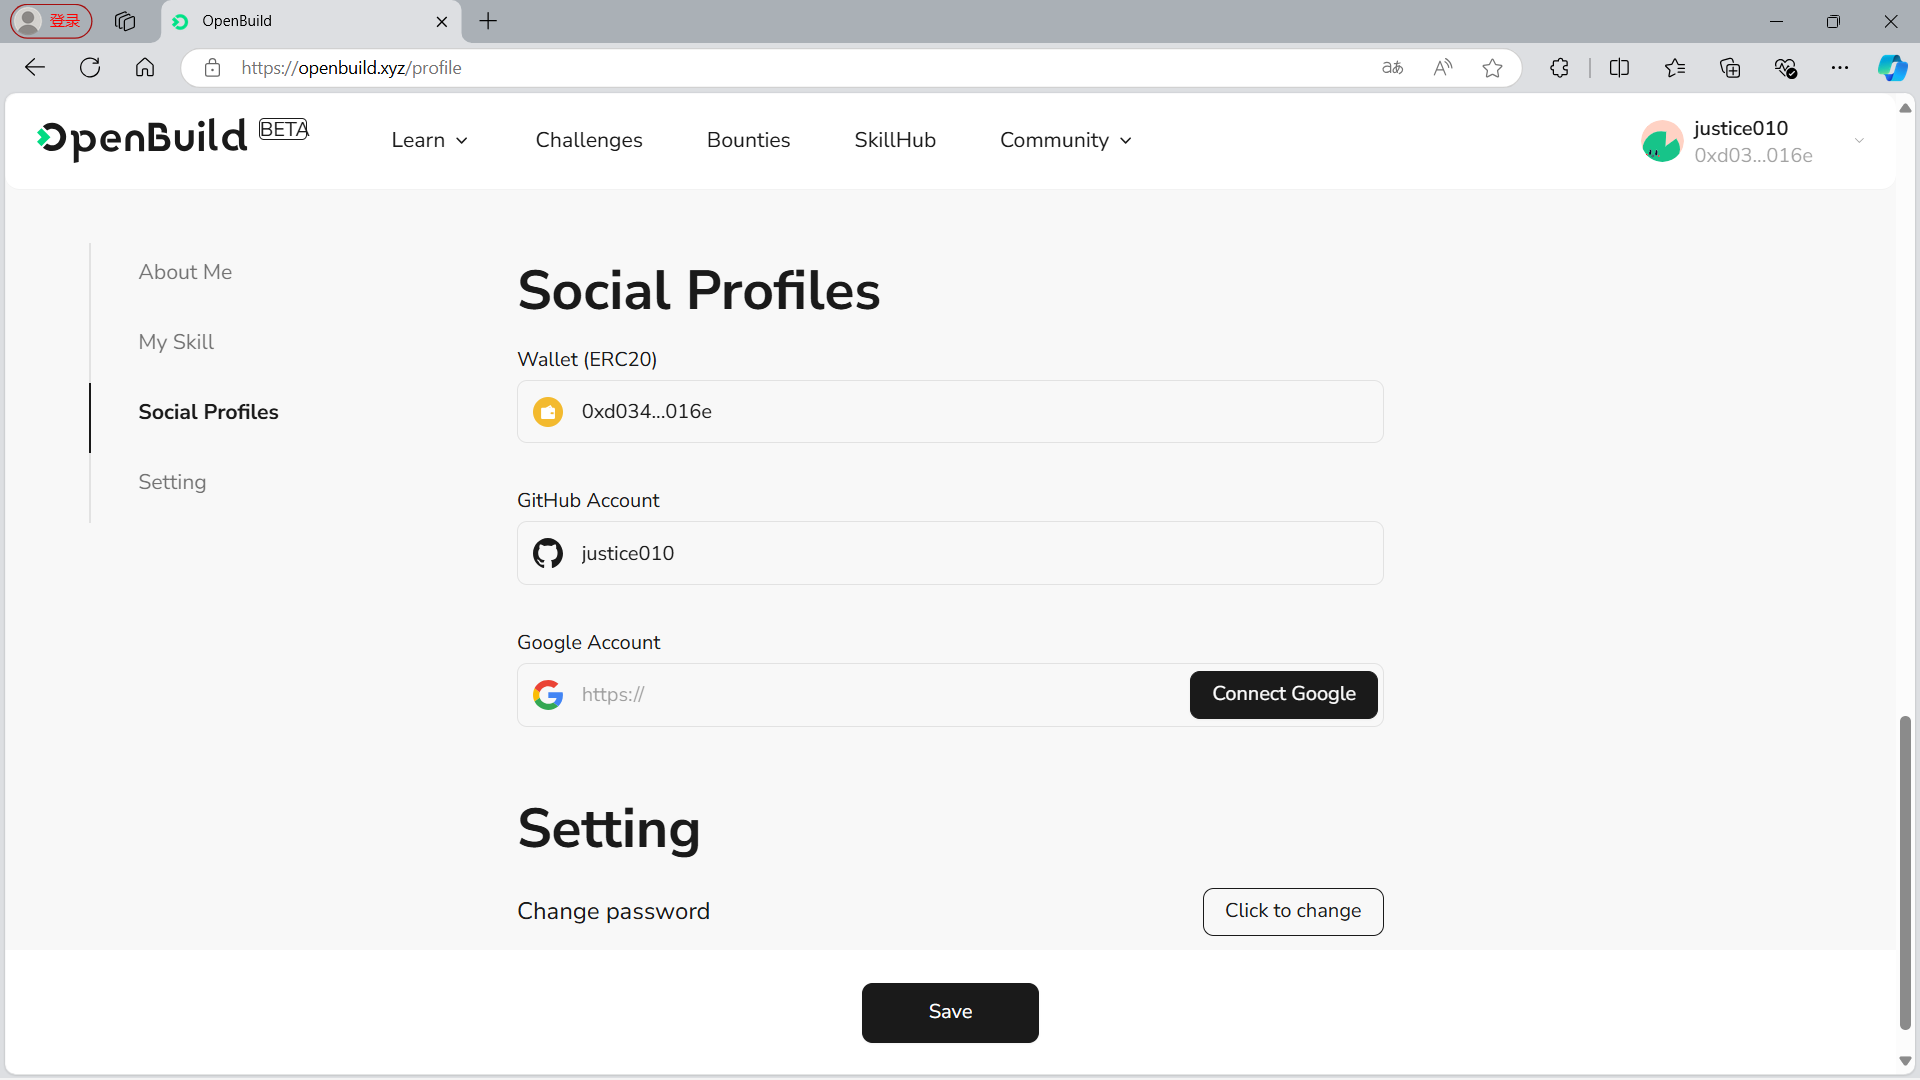 登录
OpenBuild
https://openbuild.xyz/profile
OpenBuild BETA
Learn
Challenges
Bounties
SkillHub
Community
justice010
0xd03...016e
About Me
My Skill
Social Profiles
Setting
Social Profiles
Wallet (ERC20)
0xd034...016e
GitHub Account
justice010
Google Account
https://
Connect Google
Setting
Change password
Click to change
Save